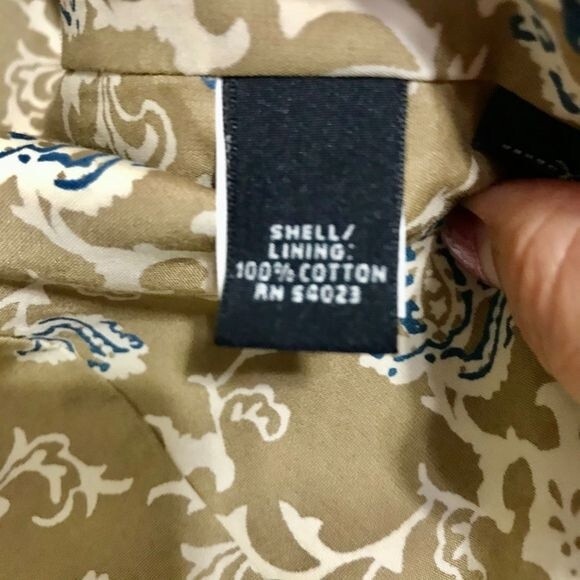 SHELL/
LINING:
100% COTTON
RN 54023